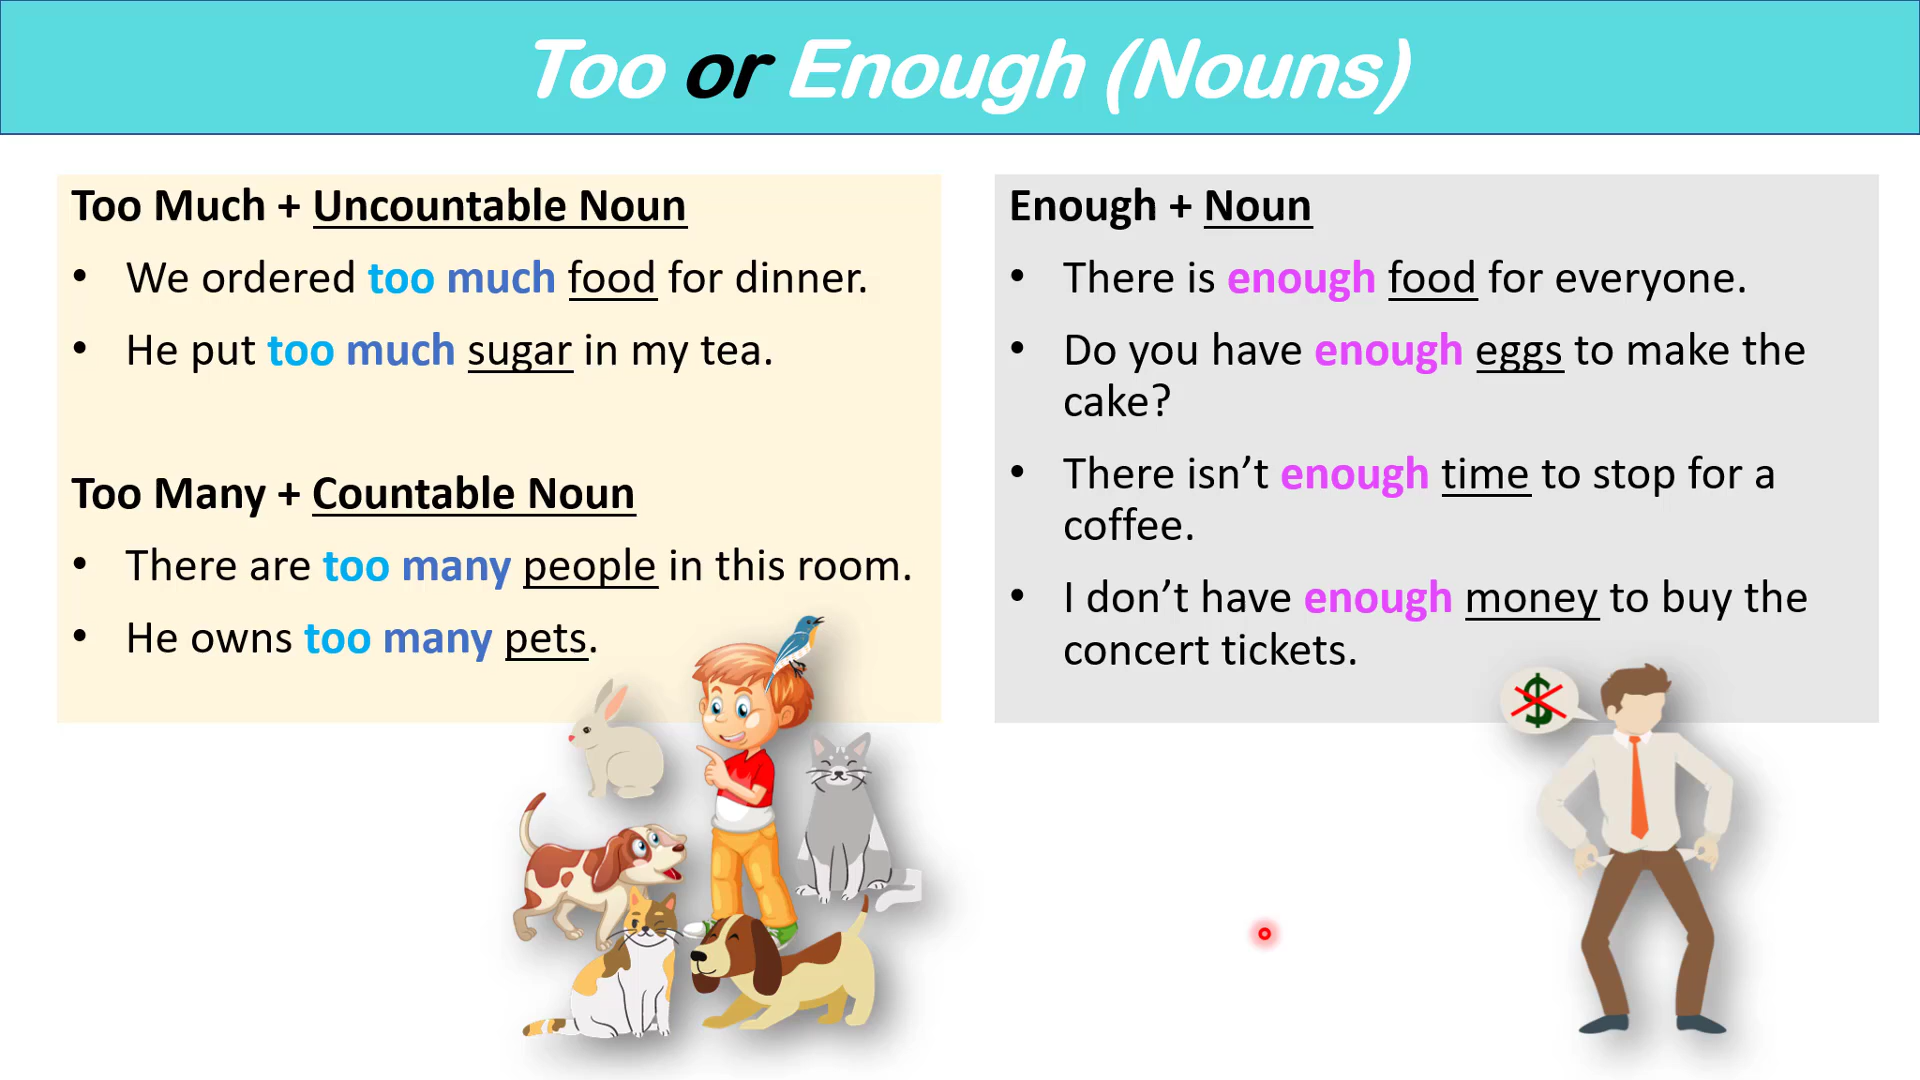 Too or Enough (Nouns)
Too Much + Uncountable Noun
• We ordered too much food for dinner.
• He put too much sugar in my tea.
Too Many + Countable Noun
• There are too many people in this room.
• He owns too many pets.
Enough + Noun
• There is enough food for everyone.
• Do you have enough eggs to make the
cake?
• There isn’t enough time to stop for a
coffee.
• I don’t have enough money to buy the
concert tickets.
$